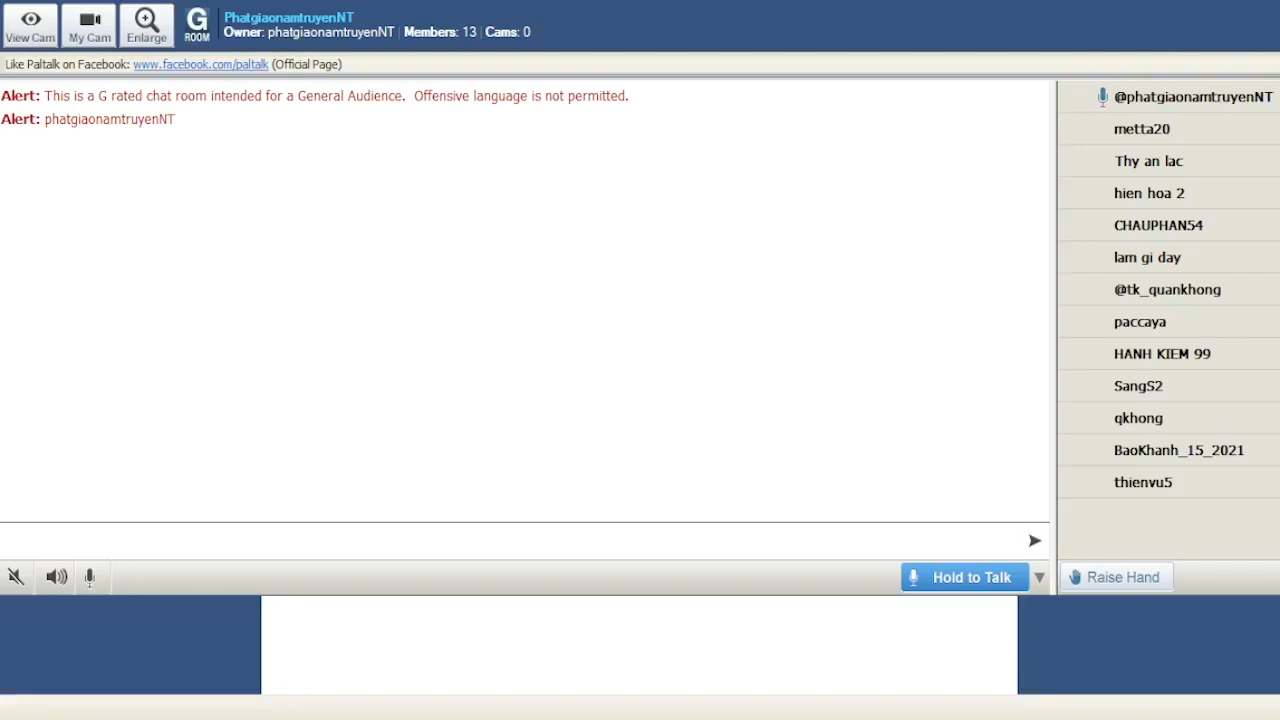 View Cam
My Cam
Enlarge
G
ROOM
PhatgiaonamtruyenNT
Owner: phatgiaonamtruyenNT | Members: 13 | Cams: 0
Like Paltalk on Facebook: www.facebook.com/paltalk (Official Page)
Alert: This is a G rated chat room intended for a General Audience. Offensive language is not permitted.
Alert: phatgiaonamtruyenNT
@phatgiaonamtruyenNT
metta20
Thy an lac
hien hoa 2
CHAUPHAN54
lam gi day
@tk_quankhong
paccaya
HANH KIEM 99
SangS2
qkhong
BaoKhanh_15_2021
thienvu5
Hold to Talk
Raise Hand